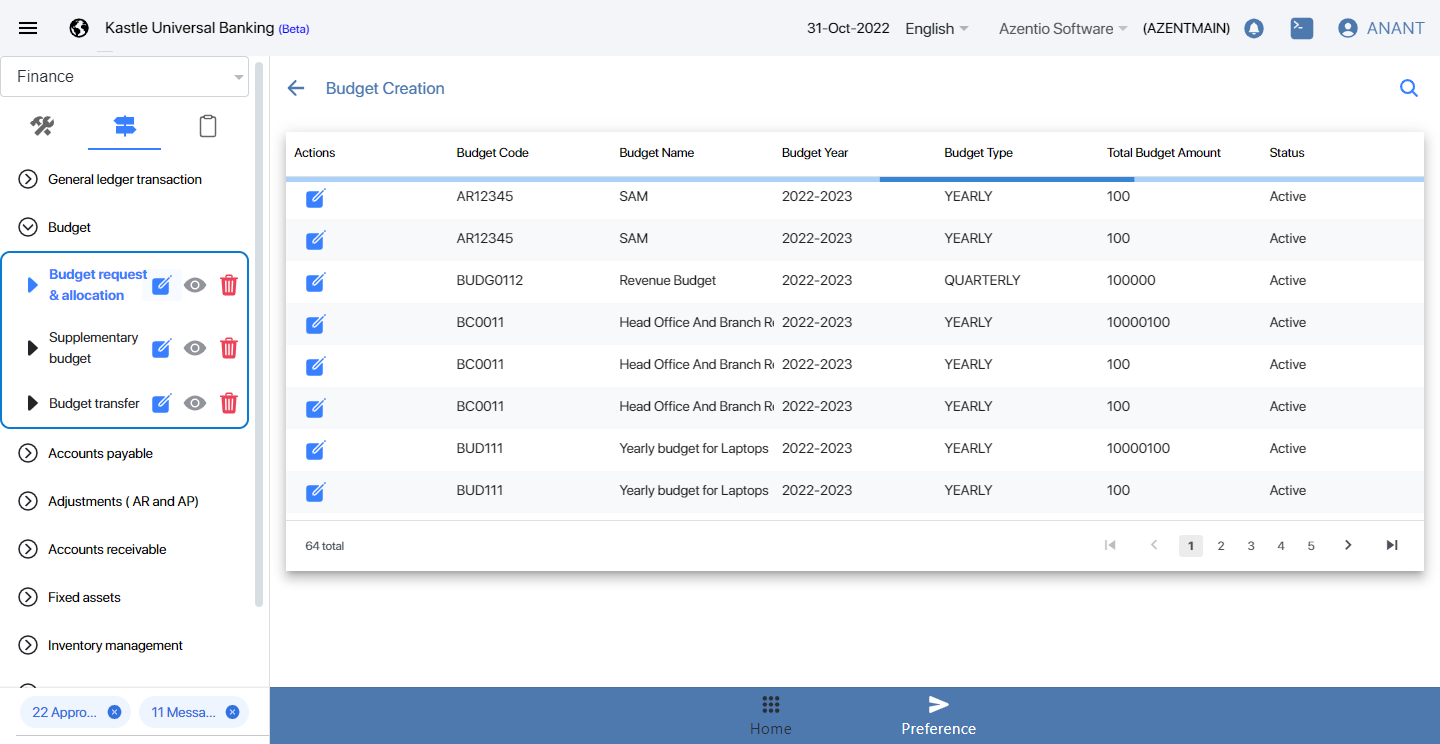 Kastle Universal Banking (Beta)
31-Oct-2022 English Azentio Software (AZENTMAIN) ANANT
Finance
General ledger transaction
Budget
Budget request
& allocation
Supplementary
budget
Budget transfer
Accounts payable
Adjustments ( AR and AP)
Accounts receivable
Fixed assets
Inventory management
22 Appro...
11 Messa...
Budget Creation
Actions Budget Code Budget Name Budget Year Budget Type Total Budget Amount Status
AR12345 SAM 2022-2023 YEARLY 100 Active
AR12345 SAM 2022-2023 YEARLY 100 Active
BUDG0112 Revenue Budget 2022-2023 QUARTERLY 100000 Active
BC0011 Head Office And Branch Re 2022-2023 YEARLY 10000100 Active
BC0011 Head Office And Branch Re 2022-2023 YEARLY 100 Active
BC0011 Head Office And Branch Re 2022-2023 YEARLY 100 Active
BUD111 Yearly budget for Laptops 2022-2023 YEARLY 10000100 Active
BUD111 Yearly budget for Laptops 2022-2023 YEARLY 100 Active
64 total
1 2 3 4 5
Home
Preference